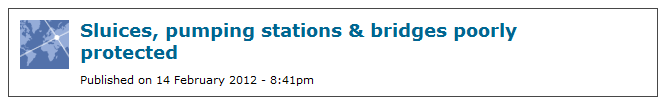 Sluices, pumping stations & bridges poorly
protected
Published on 14 February 2012 - 8:41pm